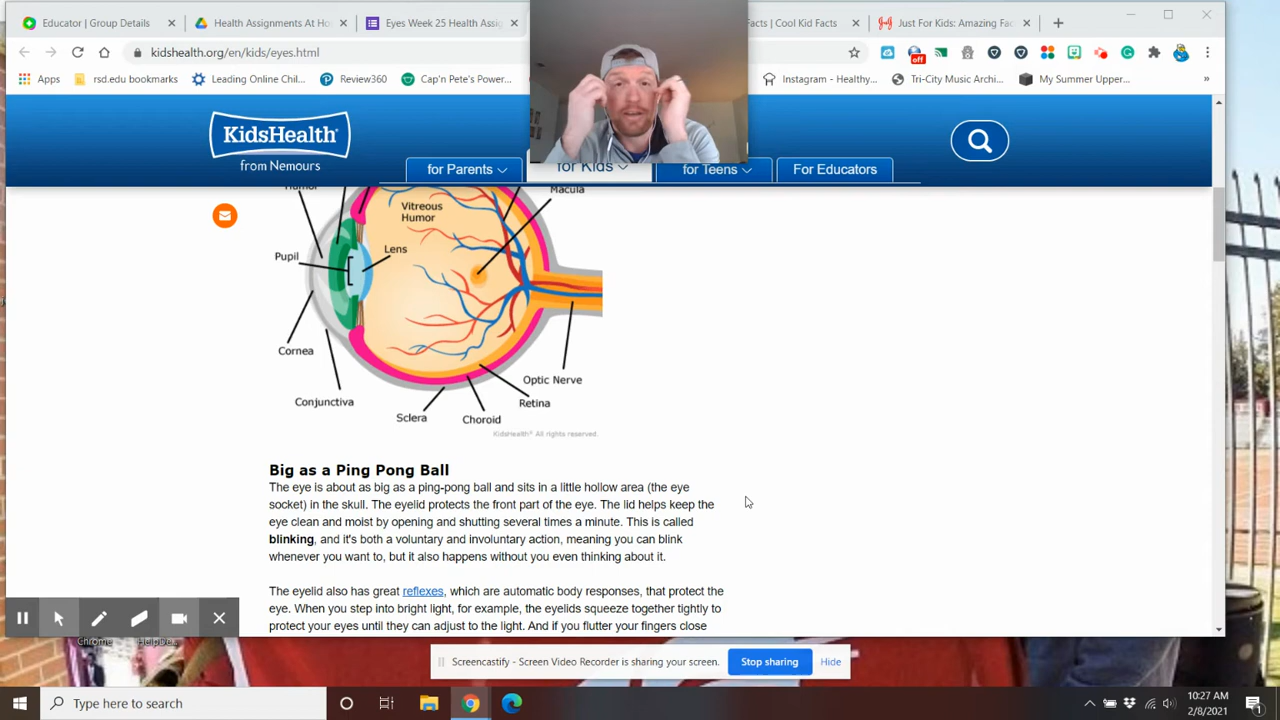 Educator | Group Details
Health Assignments At Ho
Eyes Week 25 Health Assig
Facts | Cool Kid Facts
Just For Kids: Amazing Fac
kidshealth.org/en/kids/eyes.html
off
Apps
rsd.edu bookmarks
Leading Online Chil...
Review360
Cap'n Pete's Power...
Instagram - Healthy...
Tri-City Music Archi...
My Summer Upper...
»
KidsHealth
from Nemours
for Parents
for Kids
for Teens
For Educators
Humor
Macula
Vitreous
Humor
Lens
Pupil
Cornea
Optic Nerve
Conjunctiva
Retina
Sclera
Choroid
KidsHealth® All rights reserved.
Big as a Ping Pong Ball
The eye is about as big as a ping-pong ball and sits in a little hollow area (the eye
socket) in the skull. The eyelid protects the front part of the eye. The lid helps keep the
eye clean and moist by opening and shutting several times a minute. This is called
blinking, and it's both a voluntary and involuntary action, meaning you can blink
whenever you want to, but it also happens without you even thinking about it.
The eyelid also has great reflexes, which are automatic body responses, that protect the
eye. When you step into bright light, for example, the eyelids squeeze together tightly to
protect your eyes until they can adjust to the light. And if you flutter your fingers close
Chrome
HelpDe...
Screencastify - Screen Video Recorder is sharing your screen.
Stop sharing
Hide
Type here to search
10:27 AM
2/8/2021
1